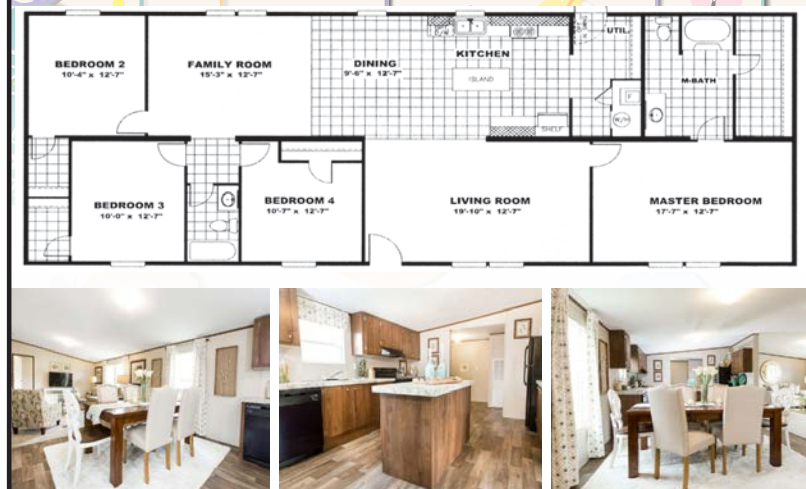 BEDROOM 2
10'-4" x 12'-7"
FAMILY ROOM
15'-3" x 12'-7"
DINING
9'-6" x 12'-7"
KITCHEN
ISLAND
SHELF
UTIL.
F
W/H
M-BATH
BEDROOM 3
10'-0" x 12'-7"
BEDROOM 4
10'-7" x 12'-7"
LIVING ROOM
19'-10" x 12'-7"
MASTER BEDROOM
17'-7" x 12'-7"